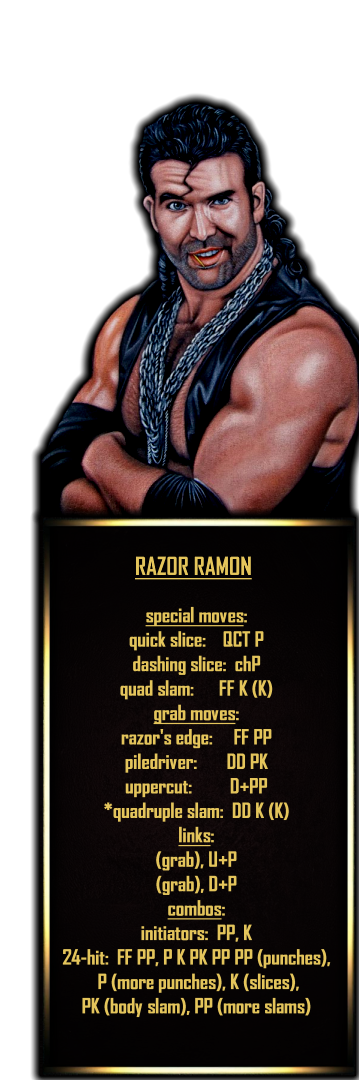 RAZOR RAMON
special moves:
quick slice: QCT P
dashing slice: chP
quad slam: FF K (K)
grab moves:
razor's edge: FF PP
piledriver: DD PK
uppercut: D+PP
*quadruple slam: DD K (K)
links:
(grab), U+P
(grab), D+P
combos:
initiators: PP, K
24-hit: FF PP, P K PK PP PP (punches),
P (more punches), K (slices),
PK (body slam), PP (more slams)